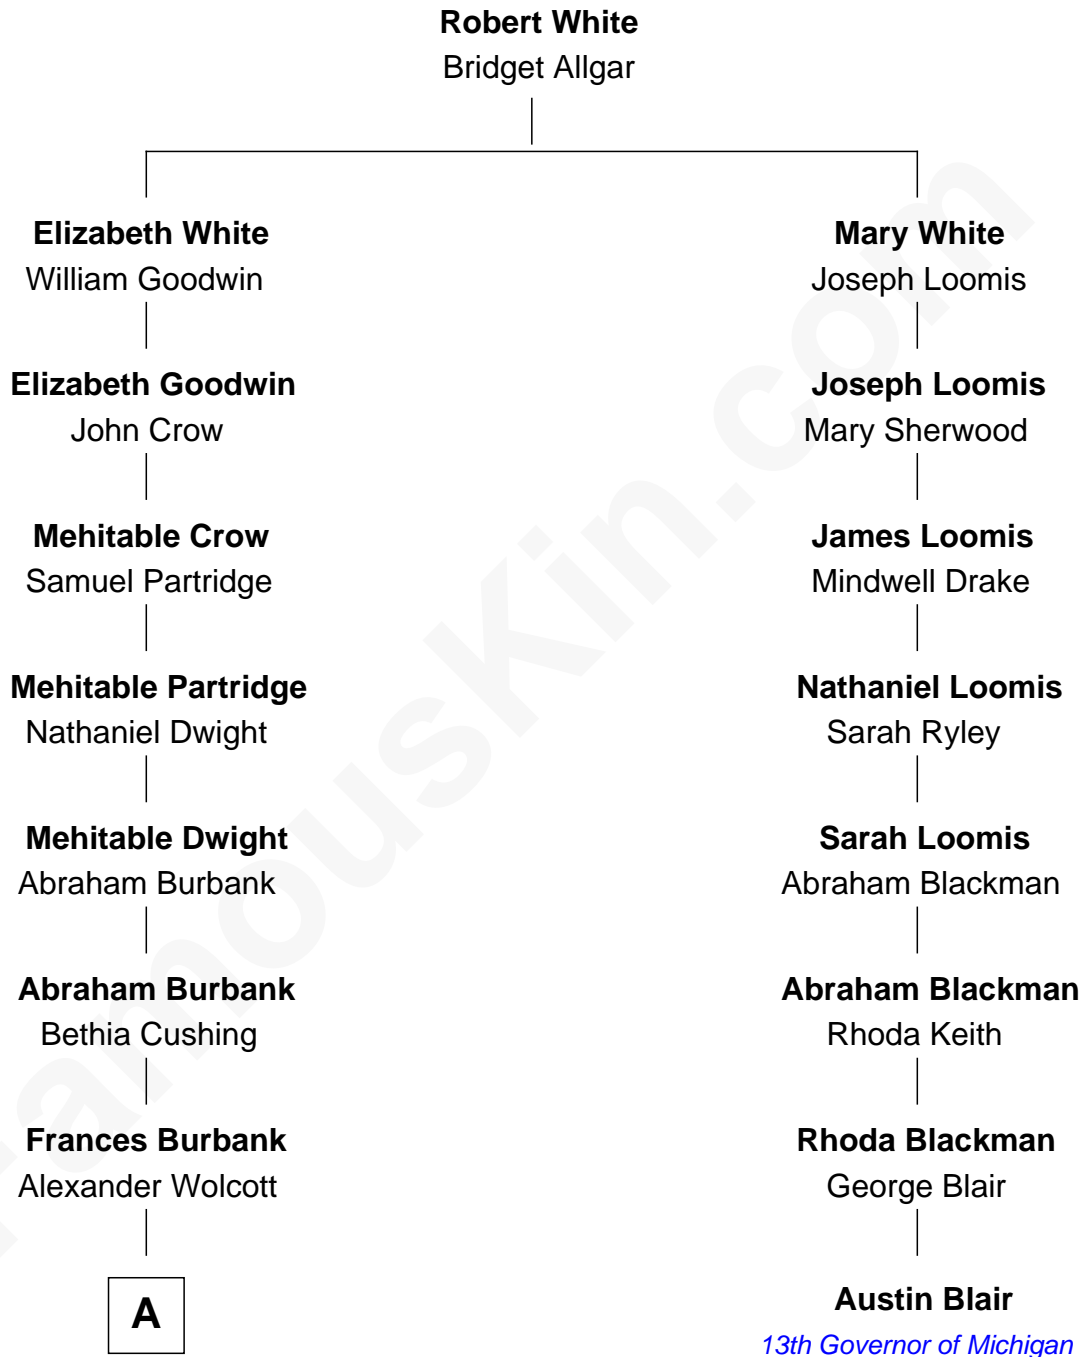 Robert White
Bridget Allgar
Elizabeth White
William Goodwin
Mary White
Joseph Loomis
Elizabeth Goodwin
John Crow
Joseph Loomis
Mary Sherwood
Mehitable Crow
Samuel Partridge
James Loomis
Mindwell Drake
Mehitable Partridge
Nathaniel Dwight
Nathaniel Loomis
Sarah Ryley
Mehitable Dwight
Abraham Burbank
Sarah Loomis
Abraham Blackman
Abraham Burbank
Bethia Cushing
Abraham Blackman
Rhoda Keith
Frances Burbank
Alexander Wolcott
Rhoda Blackman
George Blair
A
Austin Blair
13th Governor of Michigan
FamousKin.com